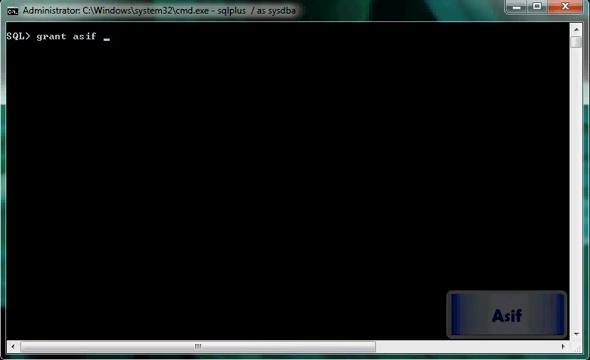 Administrator: C:\Windows\system32\cmd.exe - sqlplus / as sysdba
SQL> grant asif _
Asif